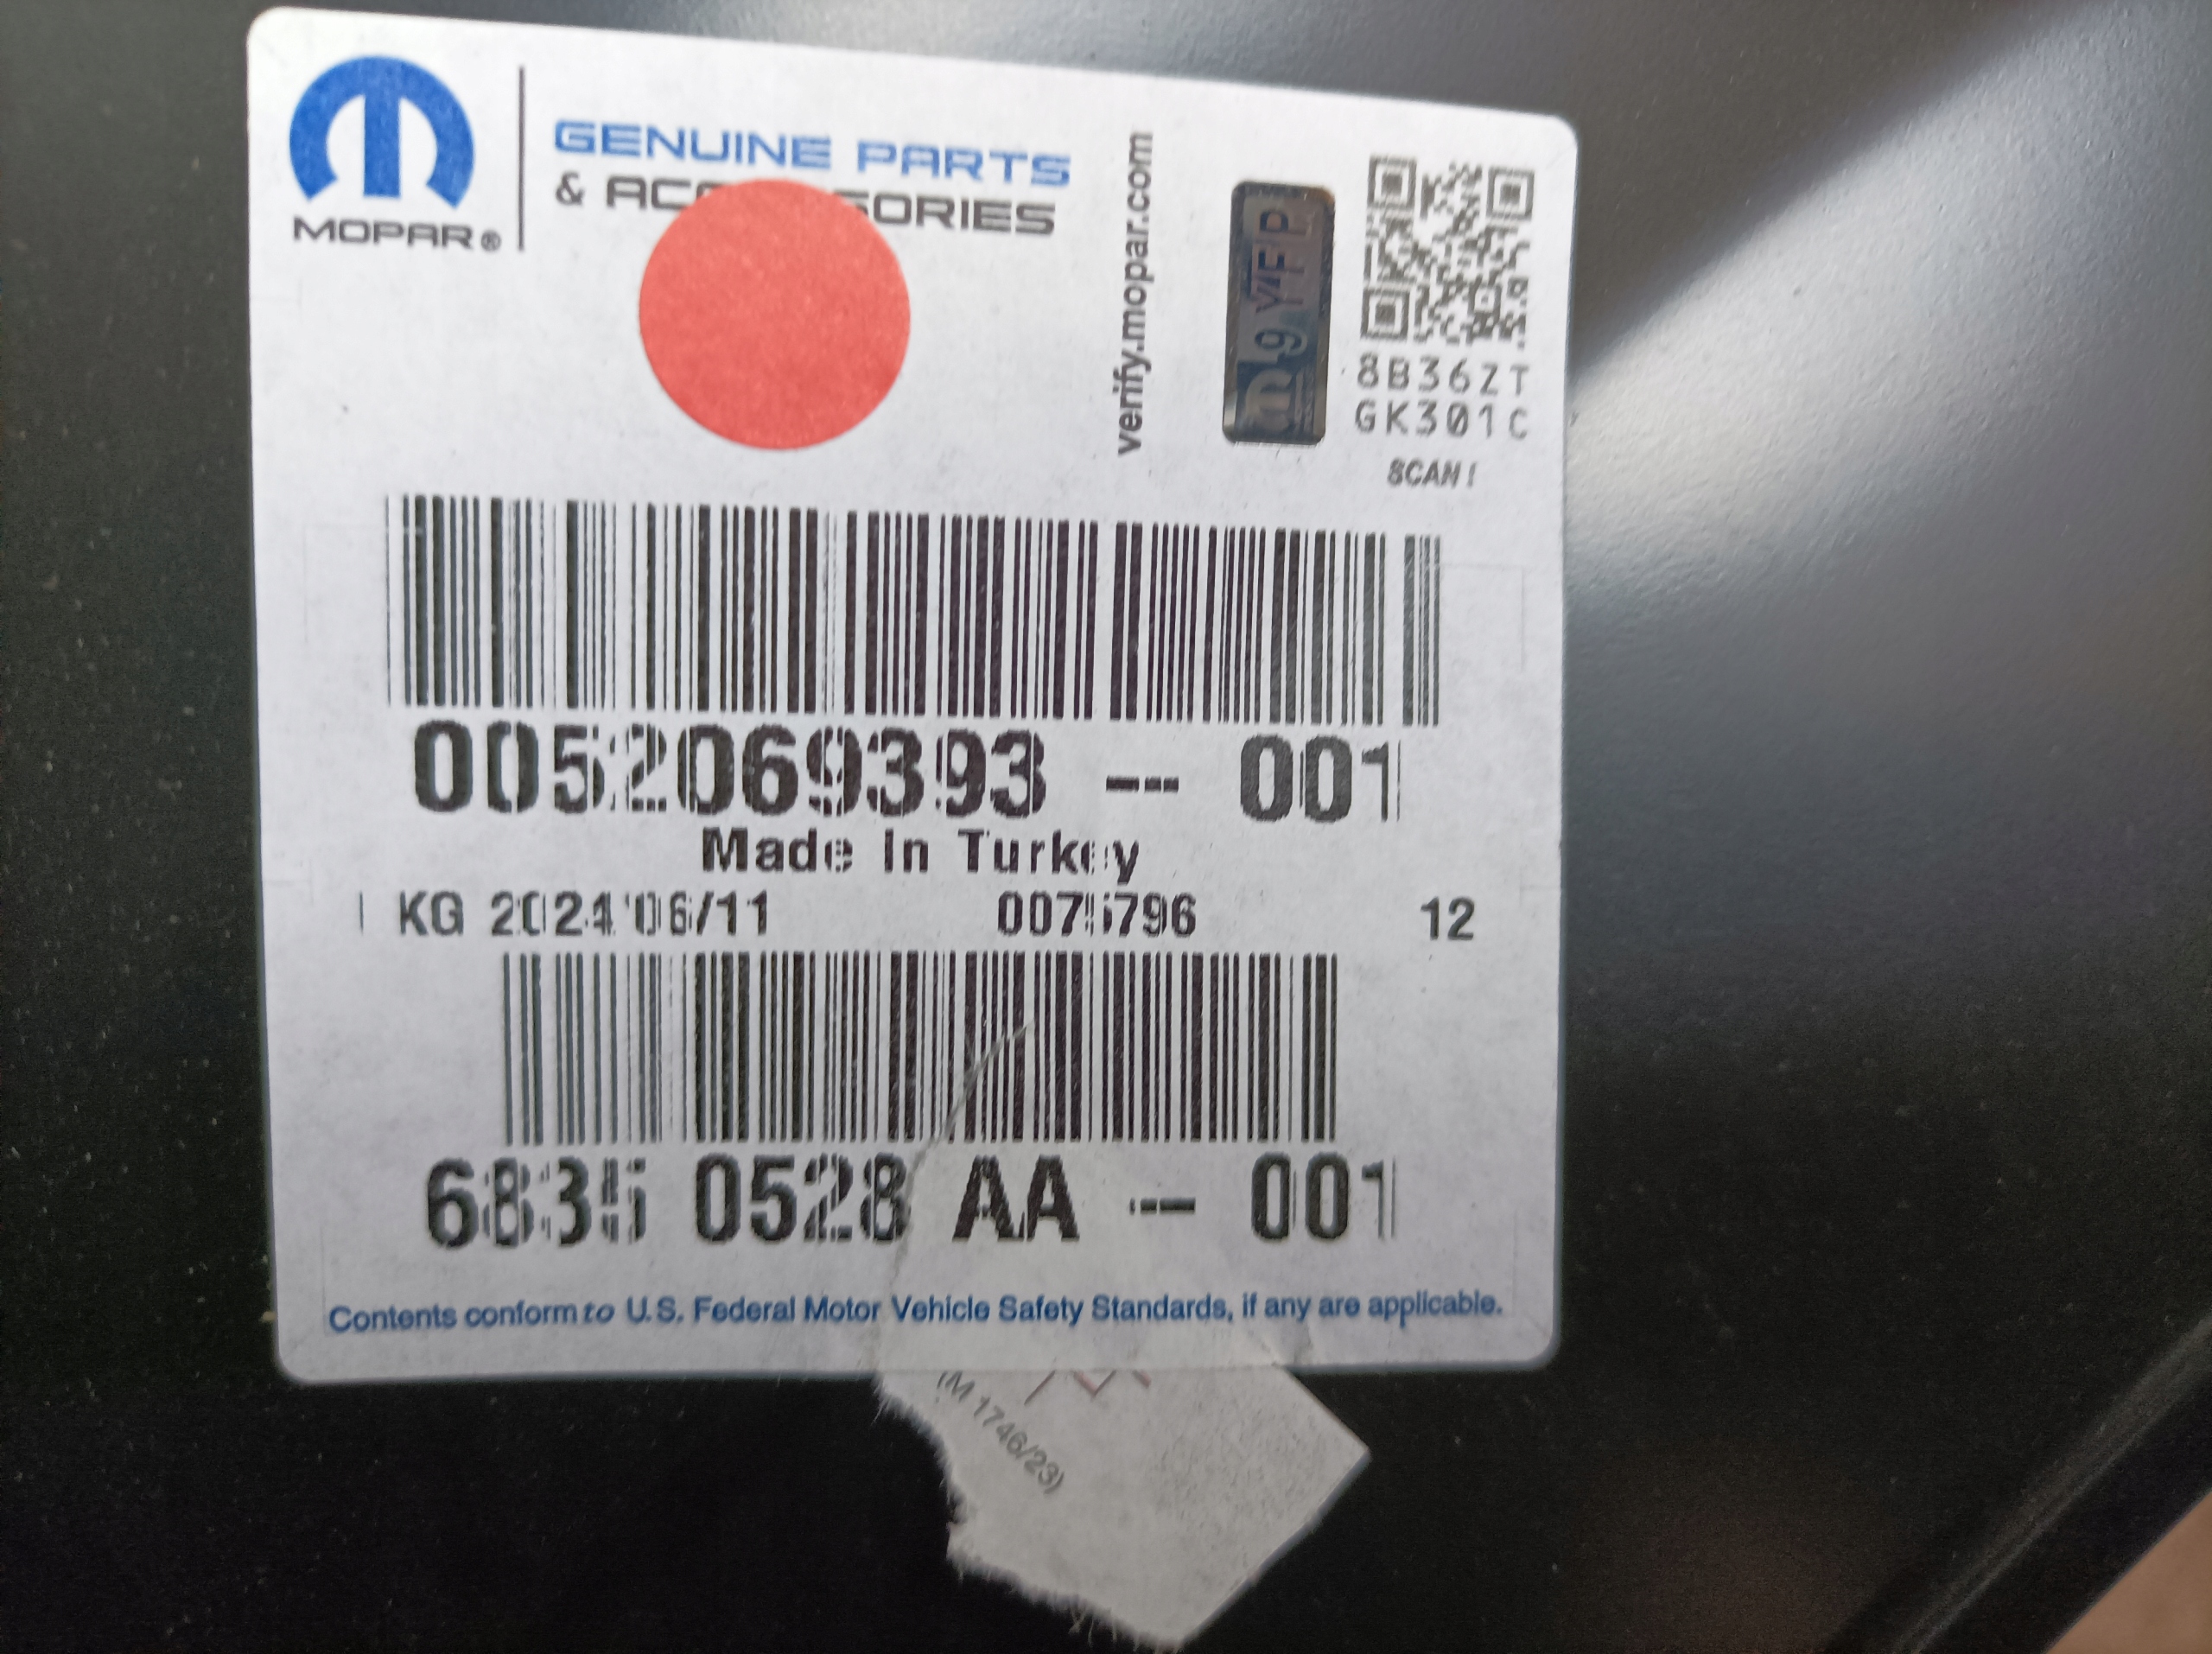 MOPAR®
GENUINE PARTS
& ACCESSORIES
verify.mopar.com
9YFP
8B36ZT
GK301C
SCAN!
0052069393 -- 001
Made in Turkey
KG 2024/06/11 0075796 12
6835 0528 AA -- 001
Contents conform to U.S. Federal Motor Vehicle Safety Standards, if any are applicable.
(M 1746/23)